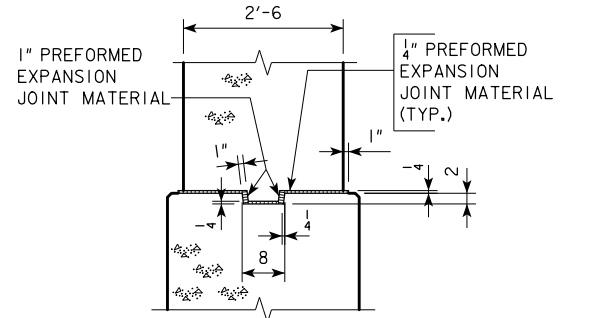 2'-6
1" PREFORMED
EXPANSION
JOINT MATERIAL
1/4" PREFORMED
EXPANSION
JOINT MATERIAL
(TYP.)
1"
1"
1/4
2
1/4
1/4
8